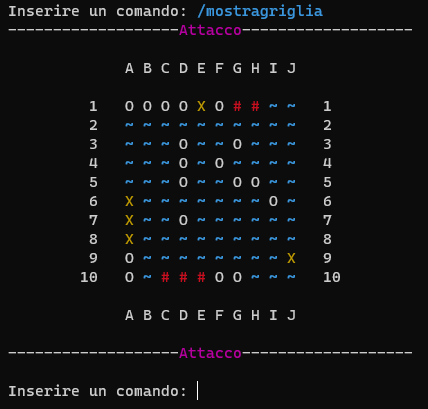 Inserire un comando: /mostragriglia
-------------------Attacco-------------------
A B C D E F G H I J
1 O O O O X O # # ~ ~ 1
2 ~ ~ ~ ~ ~ ~ ~ ~ ~ ~ 2
3 ~ ~ ~ O ~ ~ O ~ ~ ~ 3
4 ~ ~ ~ O ~ O ~ ~ ~ ~ 4
5 ~ ~ ~ O ~ ~ O O ~ ~ 5
6 X ~ ~ ~ ~ ~ ~ ~ O ~ 6
7 X ~ ~ O ~ ~ ~ ~ ~ ~ 7
8 X ~ ~ ~ ~ ~ ~ ~ ~ ~ 8
9 O ~ ~ ~ ~ ~ ~ ~ ~ X 9
10 O ~ # # # O O ~ ~ ~ 10
A B C D E F G H I J
-------------------Attacco-------------------
Inserire un comando: